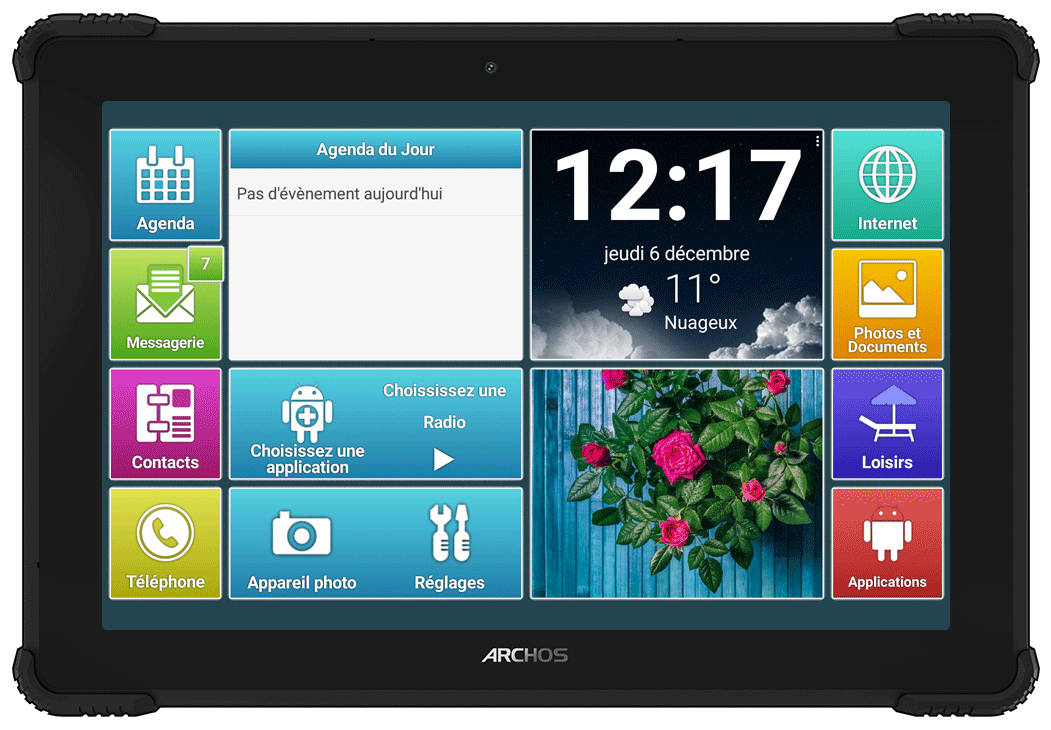 Agenda
Agenda du Jour
Pas d'évènement aujourd'hui
12:17
jeudi 6 décembre
11°
Nuageux
Internet
7
Messagerie
Photos et
Documents
Contacts
Choisissez une
application
Choississez une
Radio
Loisirs
Téléphone
Appareil photo
Réglages
Applications
ARCHOS